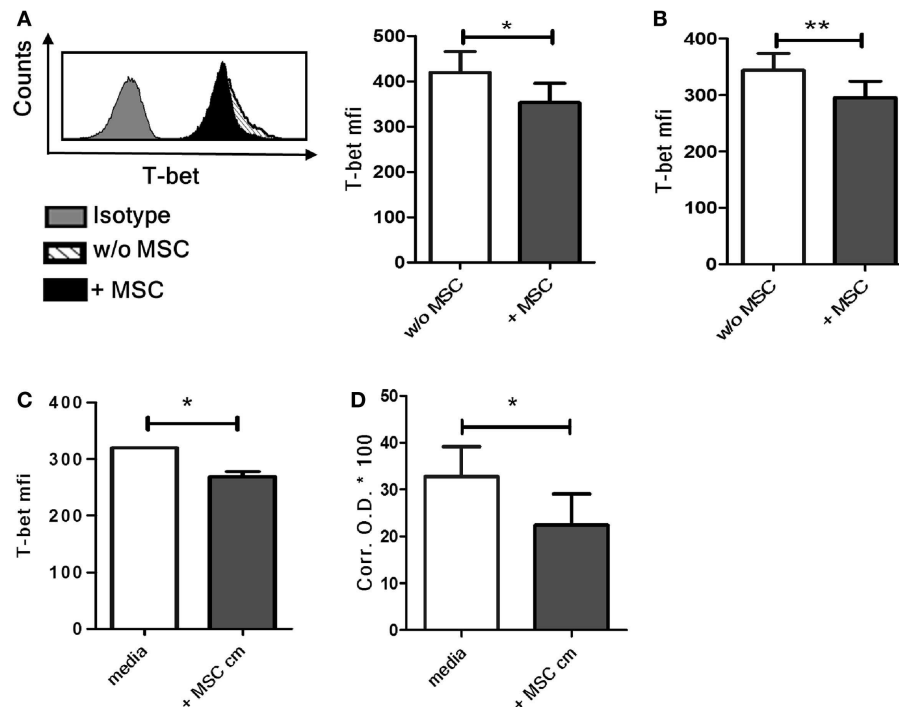 A
Counts
T-bet
Isotype
w/o MSC
+ MSC
T-bet mfi
500
400
300
200
100
0
*
w/o MSC
+ MSC
B
T-bet mfi
400
300
200
100
0
**
w/o MSC
+ MSC
C
T-bet mfi
400
300
200
100
0
*
media
+ MSC cm
D
Corr. O.D. * 100
50
40
30
20
10
0
*
media
+ MSC cm